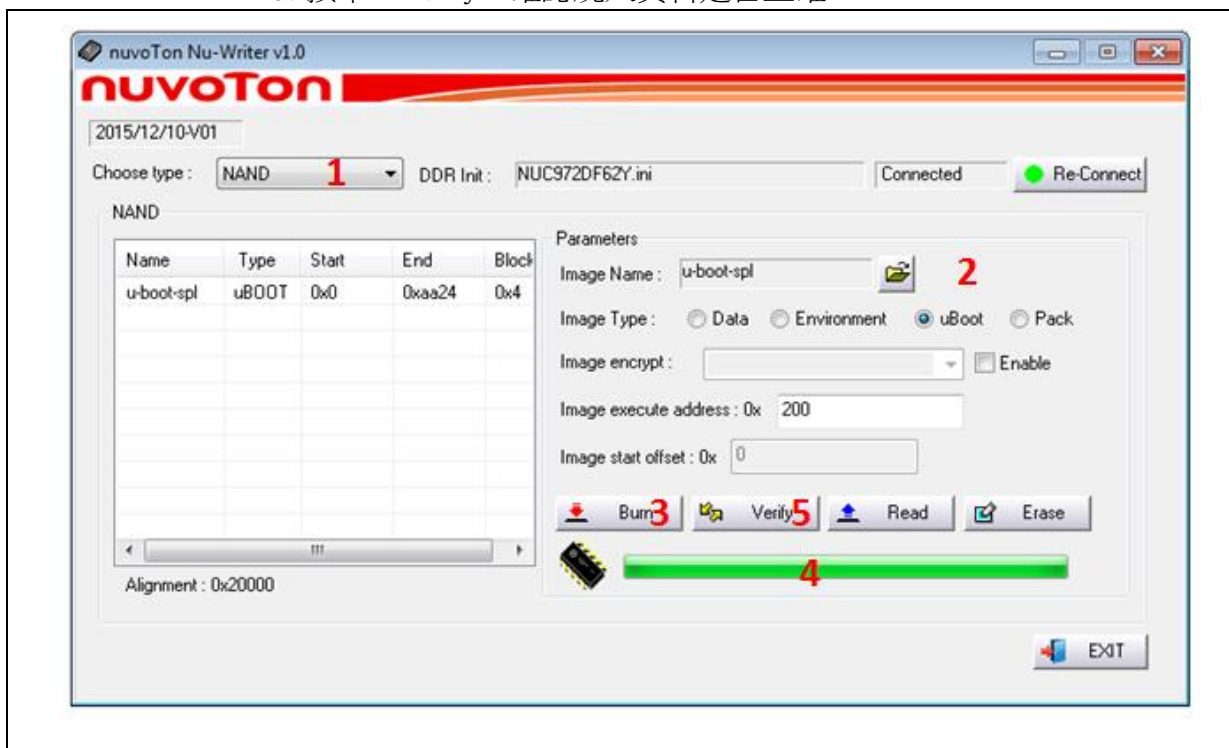 nuvoTon Nu-Writer v1.0
nuvoTon
2015/12/10-V01
Choose type : NAND 1 DDR Init : NUC972DF62Y.ini Connected Re-Connect
NAND
Name Type Start End Block
u-boot-spl uBOOT 0x0 0xaa24 0x4
Alignment : 0x20000
Parameters
Image Name : u-boot-spl 2
Image Type : Data Environment uBoot Pack
Image encrypt : Enable
Image execute address : 0x 200
Image start offset : 0x 0
Burn 3 Verify 5 Read Erase
4
EXIT